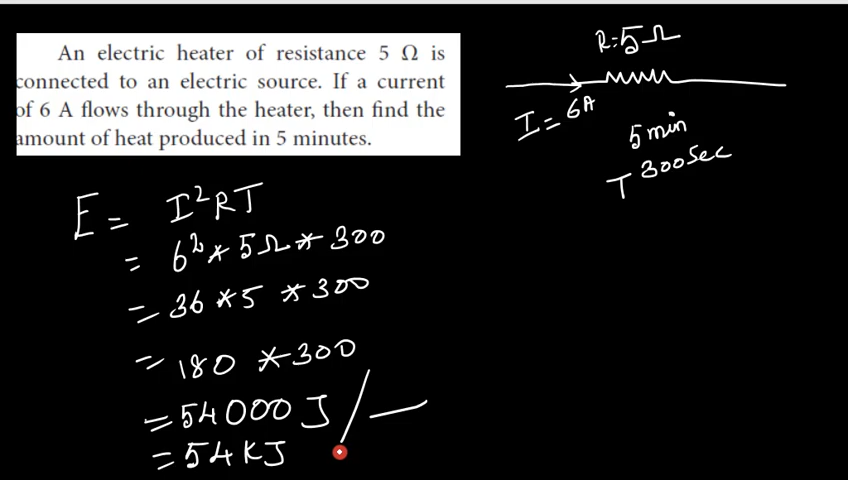 An electric heater of resistance 5 Ω is
connected to an electric source. If a current
of 6 A flows through the heater, then find the
amount of heat produced in 5 minutes.
R=5Ω
I = 6A
5min
T 300Sec
E = I²RT
= 6² * 5Ω * 300
= 36 * 5 * 300
= 180 * 300
= 54000 J
= 54 KJ